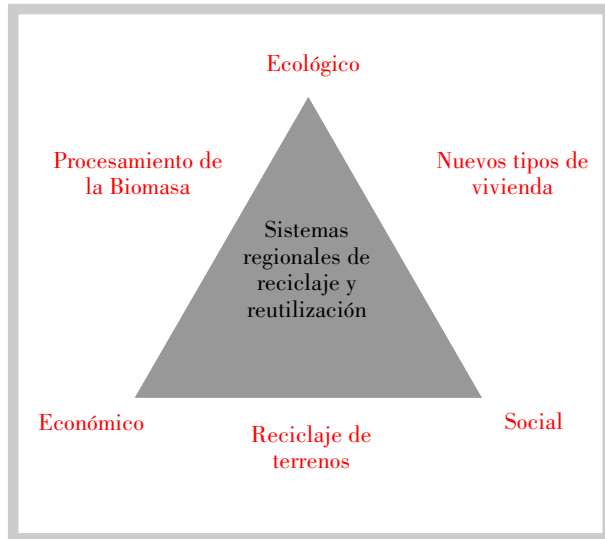 Ecológico
Procesamiento de
la Biomasa
Nuevos tipos de
vivienda
Sistemas
regionales de
reciclaje y
reutilización
Económico
Reciclaje de
terrenos
Social